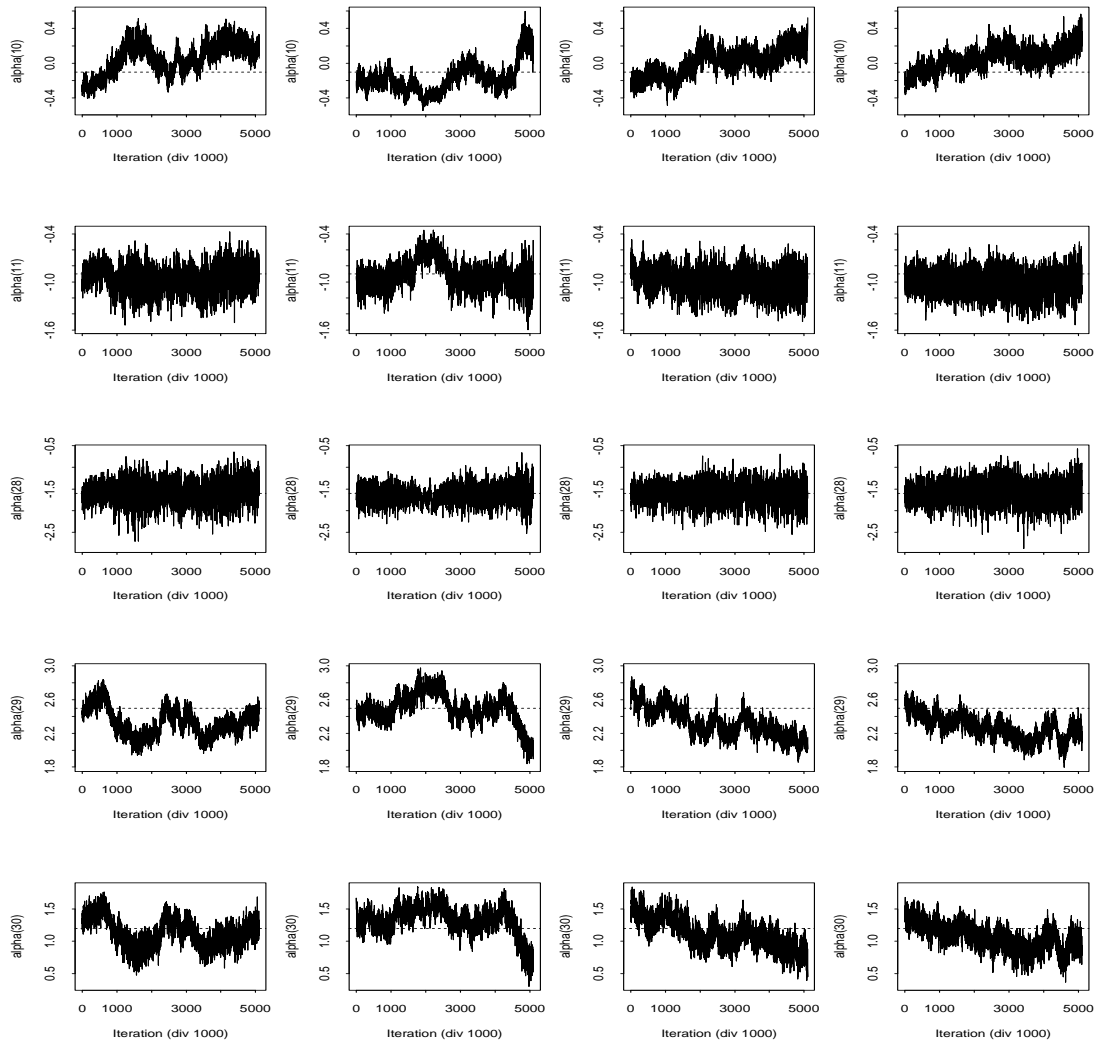 alpha(10)
-0.4 0.0 0.4
0 1000 3000 5000
Iteration (div 1000)
alpha(10)
-0.4 0.0 0.4
0 1000 3000 5000
Iteration (div 1000)
alpha(10)
-0.4 0.0 0.4
0 1000 3000 5000
Iteration (div 1000)
alpha(10)
-0.4 0.0 0.4
0 1000 3000 5000
Iteration (div 1000)
alpha(11)
-1.6 -1.0 -0.4
0 1000 3000 5000
Iteration (div 1000)
alpha(11)
-1.6 -1.0 -0.4
0 1000 3000 5000
Iteration (div 1000)
alpha(11)
-1.6 -1.0 -0.4
0 1000 3000 5000
Iteration (div 1000)
alpha(11)
-1.6 -1.0 -0.4
0 1000 3000 5000
Iteration (div 1000)
alpha(28)
-2.5 -1.5 -0.5
0 1000 3000 5000
Iteration (div 1000)
alpha(28)
-2.5 -1.5 -0.5
0 1000 3000 5000
Iteration (div 1000)
alpha(28)
-2.5 -1.5 -0.5
0 1000 3000 5000
Iteration (div 1000)
alpha(28)
-2.5 -1.5 -0.5
0 1000 3000 5000
Iteration (div 1000)
alpha(29)
1.8 2.2 2.6 3.0
0 1000 3000 5000
Iteration (div 1000)
alpha(29)
1.8 2.2 2.6 3.0
0 1000 3000 5000
Iteration (div 1000)
alpha(29)
1.8 2.2 2.6 3.0
0 1000 3000 5000
Iteration (div 1000)
alpha(29)
1.8 2.2 2.6 3.0
0 1000 3000 5000
Iteration (div 1000)
alpha(30)
0.5 1.0 1.5
0 1000 3000 5000
Iteration (div 1000)
alpha(30)
0.5 1.0 1.5
0 1000 3000 5000
Iteration (div 1000)
alpha(30)
0.5 1.0 1.5
0 1000 3000 5000
Iteration (div 1000)
alpha(30)
0.5 1.0 1.5
0 1000 3000 5000
Iteration (div 1000)